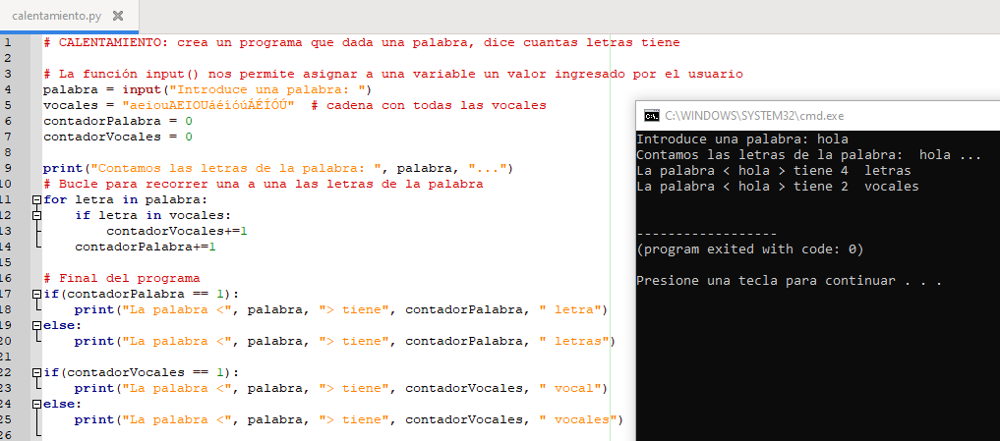 calentamiento.py
1 # CALENTAMIENTO: crea un programa que dada una palabra, dice cuantas letras tiene
2
3 # La función input() nos permite asignar a una variable un valor ingresado por el usuario
4 palabra = input("Introduce una palabra: ")
5 vocales = "aeiouAEIOUáéíóúÁÉÍÓÚ"  # cadena con todas las vocales
6 contadorPalabra = 0
7 contadorVocales = 0
8
9 print("Contamos las letras de la palabra: ", palabra, "...")
10 # Bucle para recorrer una a una las letras de la palabra
11 for letra in palabra:
12     if letra in vocales:
13         contadorVocales+=1
14     contadorPalabra+=1
15
16 # Final del programa
17 if(contadorPalabra == 1):
18     print("La palabra <", palabra, "> tiene", contadorPalabra, " letra")
19 else:
20     print("La palabra <", palabra, "> tiene", contadorPalabra, " letras")
21
22 if(contadorVocales == 1):
23     print("La palabra <", palabra, "> tiene", contadorVocales, " vocal")
24 else:
25     print("La palabra <", palabra, "> tiene", contadorVocales, " vocales")
26
C:\WINDOWS\SYSTEM32\cmd.exe
Introduce una palabra: hola
Contamos las letras de la palabra:  hola ...
La palabra < hola > tiene 4  letras
La palabra < hola > tiene 2  vocales
------------------
(program exited with code: 0)
Presione una tecla para continuar . . .